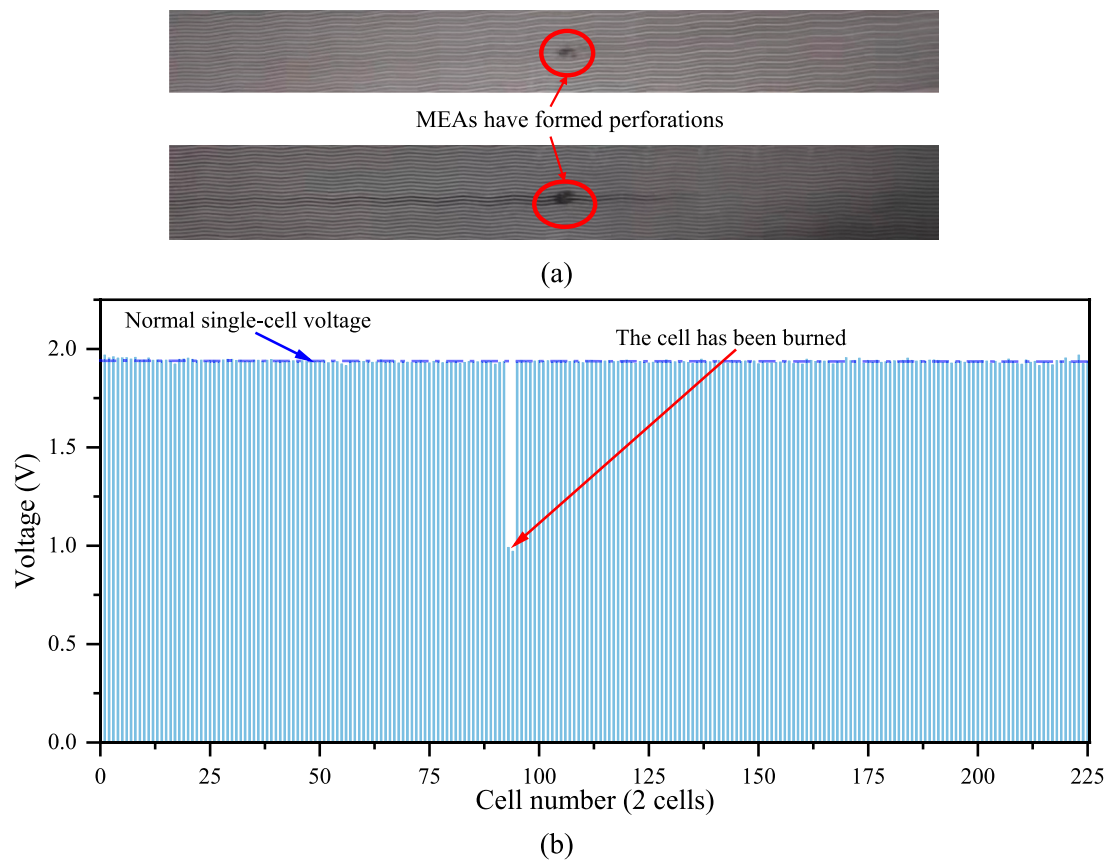 MEAs have formed perforations
(a)
Normal single-cell voltage
The cell has been burned
Voltage (V)
2.0
1.5
1.0
0.5
0.0
0 25 50 75 100 125 150 175 200 225
Cell number (2 cells)
(b)